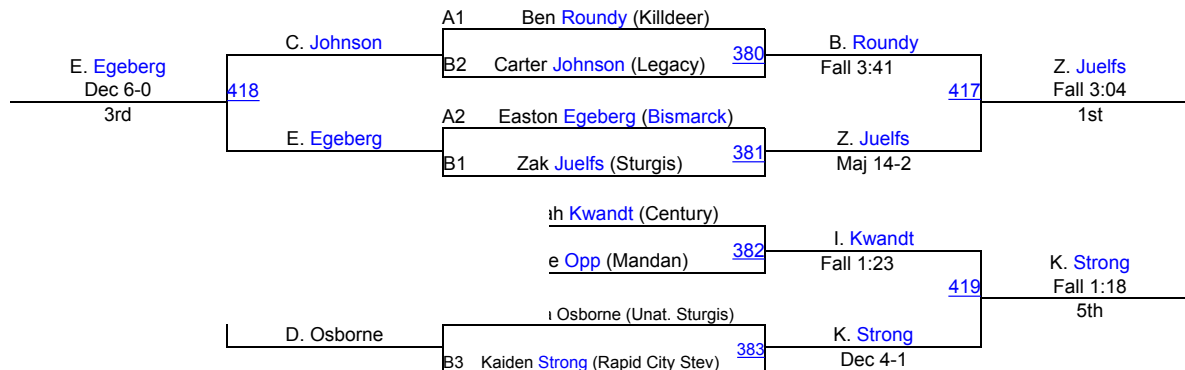 A1 Ben Roundy (Killdeer)
C. Johnson 380 B. Roundy
B2 Carter Johnson (Legacy) Fall 3:41
E. Egeberg Z. Juelfs
Dec 6-0 418 417 Fall 3:04
3rd 1st
A2 Easton Egeberg (Bismarck)
E. Egeberg 381 Z. Juelfs
B1 Zak Juelfs (Sturgis) Maj 14-2
Kwandt (Century)
382 I. Kwandt
Opp (Mandan) Fall 1:23
K. Strong
419 Fall 1:18
5th
Osborne (Unat. Sturgis)
D. Osborne 383 K. Strong
B3 Kaiden Strong (Rapid City Stev) Dec 4-1